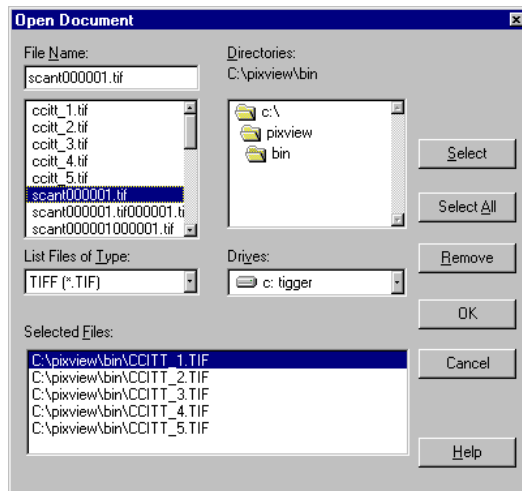 Open Document
File Name:
scant000001.tif
ccitt_1.tif
ccitt_2.tif
ccitt_3.tif
ccitt_4.tif
ccitt_5.tif
scant000001.tif
scant000001.tif000001.ti
scant000001000001.tif
List Files of Type:
TIFF (*.TIF)
Directories:
C:\pixview\bin
c:\
pixview
bin
Drives:
c: tigger
Select
Select All
Remove
OK
Cancel
Help
Selected Files:
C:\pixview\bin\CCITT_1.TIF
C:\pixview\bin\CCITT_2.TIF
C:\pixview\bin\CCITT_3.TIF
C:\pixview\bin\CCITT_4.TIF
C:\pixview\bin\CCITT_5.TIF